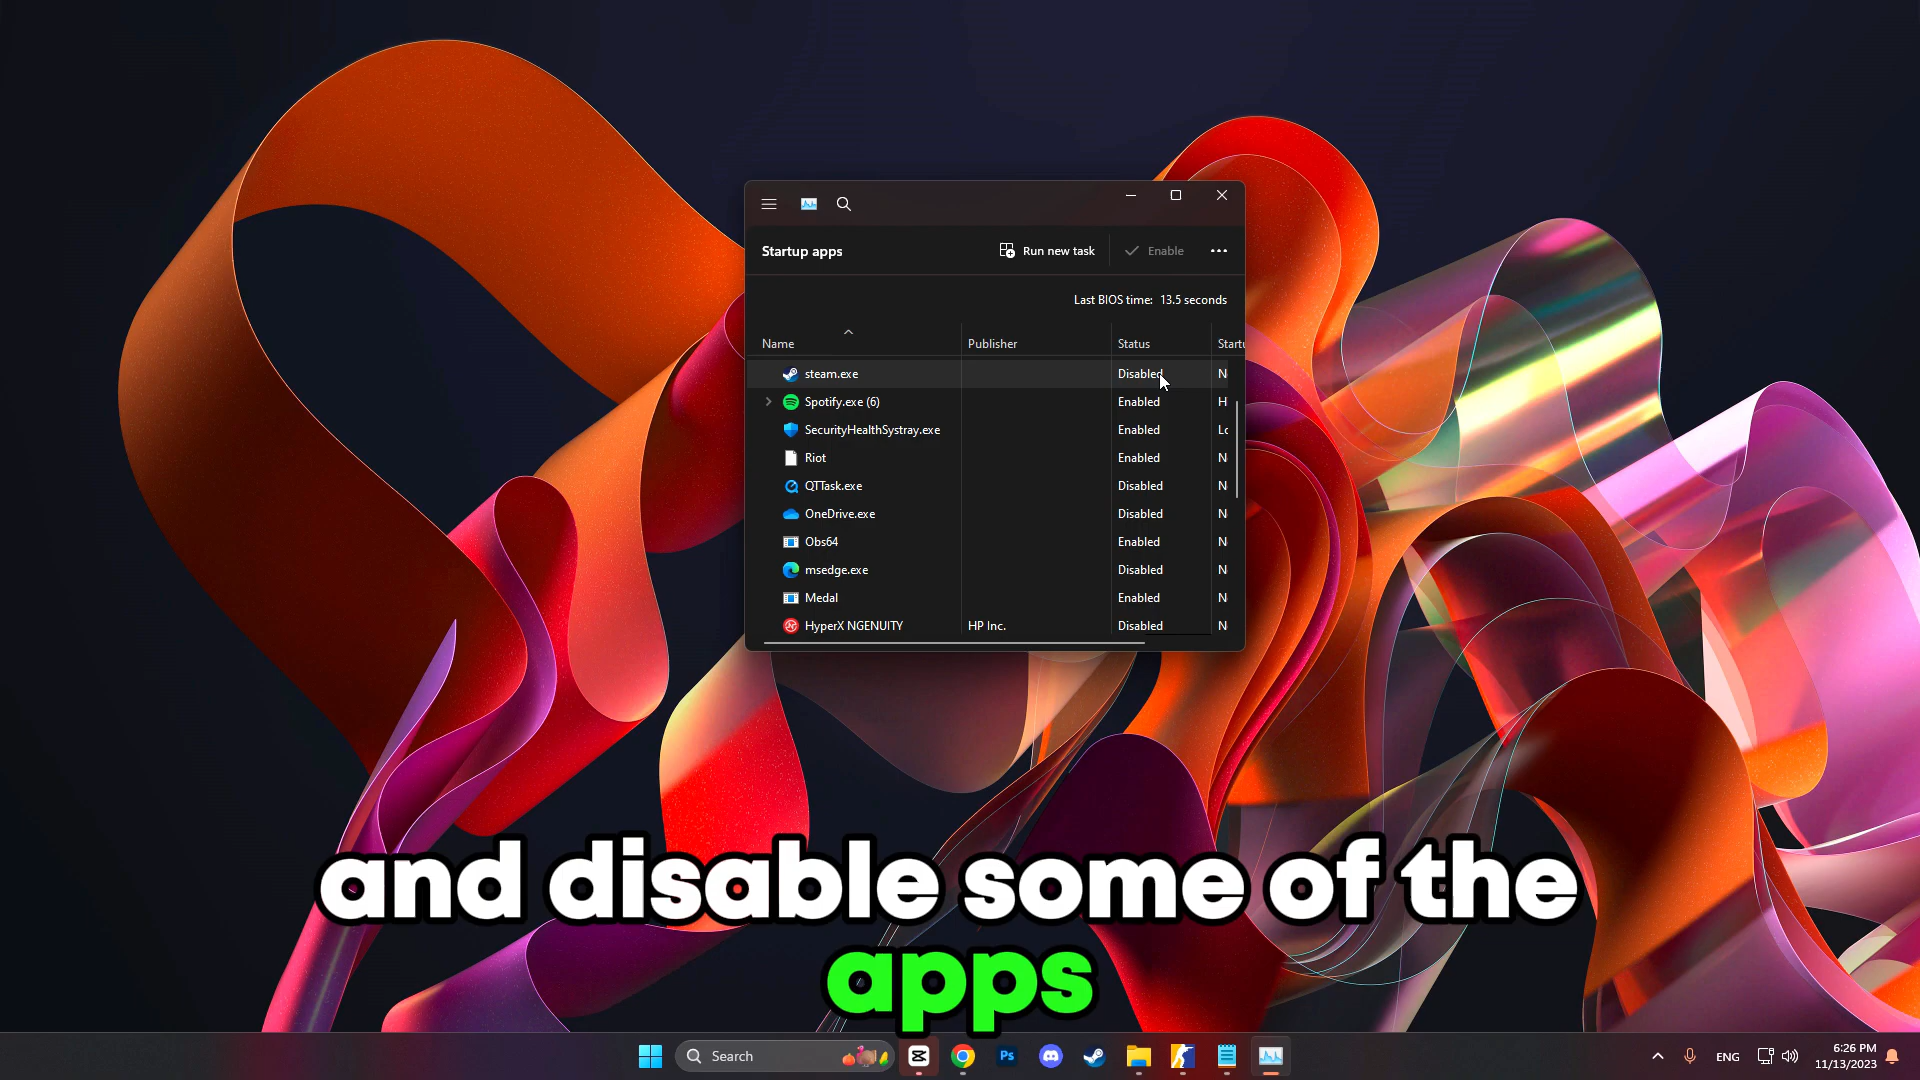 Startup apps
Run new task
Enable
Last BIOS time: 13.5 seconds
Name Publisher Status Startu
steam.exe Disabled N
Spotify.exe (6) Enabled H
SecurityHealthSystray.exe Enabled Lo
Riot Enabled N
QTTask.exe Disabled N
OneDrive.exe Disabled N
Obs64 Enabled N
msedge.exe Disabled N
Medal Enabled N
HyperX NGENUITY HP Inc. Disabled N
and disable some of the
apps
Search
Ps
ENG
6:26 PM
11/13/2023